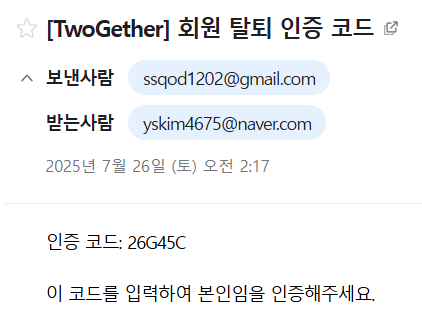 [TwoGether] 회원 탈퇴 인증 코드
보낸사람 ssqod1202@gmail.com
받는사람 yskim4675@naver.com
2025년 7월 26일 (토) 오전 2:17
인증 코드: 26G45C
이 코드를 입력하여 본인임을 인증해주세요.